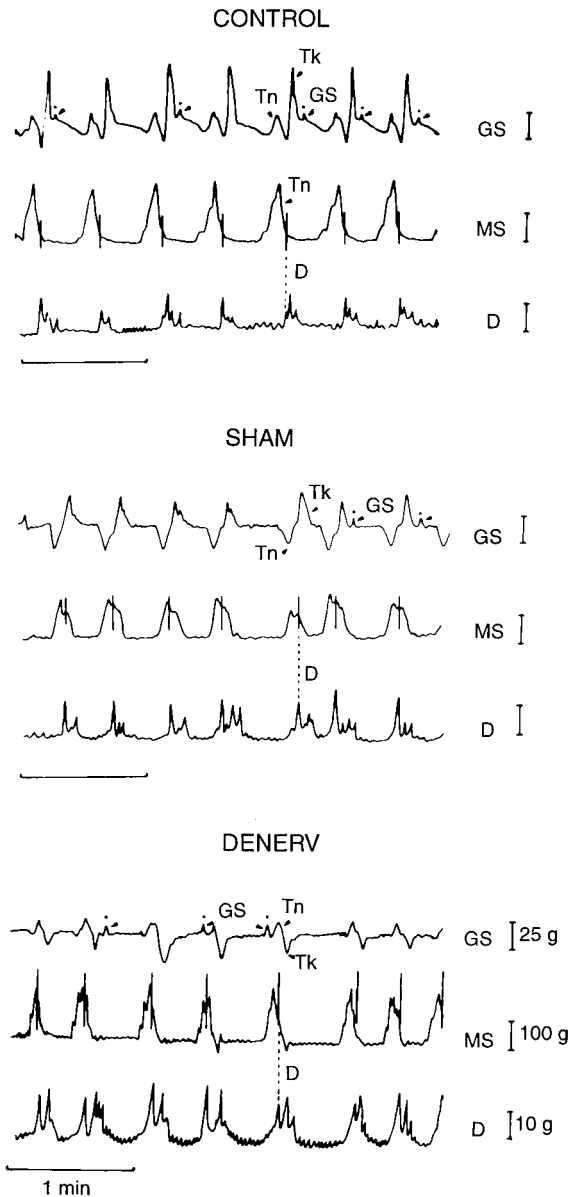 CONTROL
Tk
Tn GS
GS
Tn
MS
D
D
SHAM
Tk
GS
GS
Tn
MS
D
D
DENERV
GS Tn
GS 25 g
Tk
MS 100 g
D
D 10 g
1 min